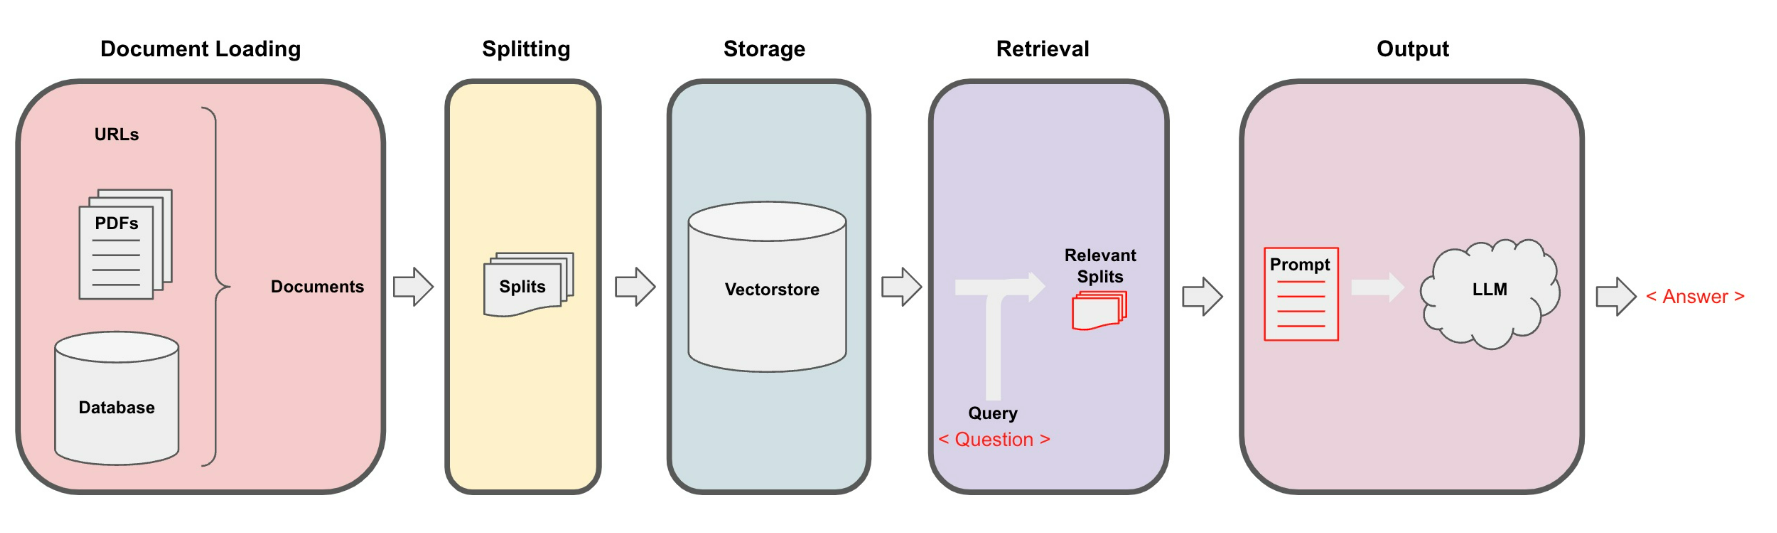 Document Loading
Splitting
Storage
Retrieval
Output
URLs
PDFs
Database
Documents
Splits
Vectorstore
Query
< Question >
Relevant
Splits
Prompt
LLM
< Answer >